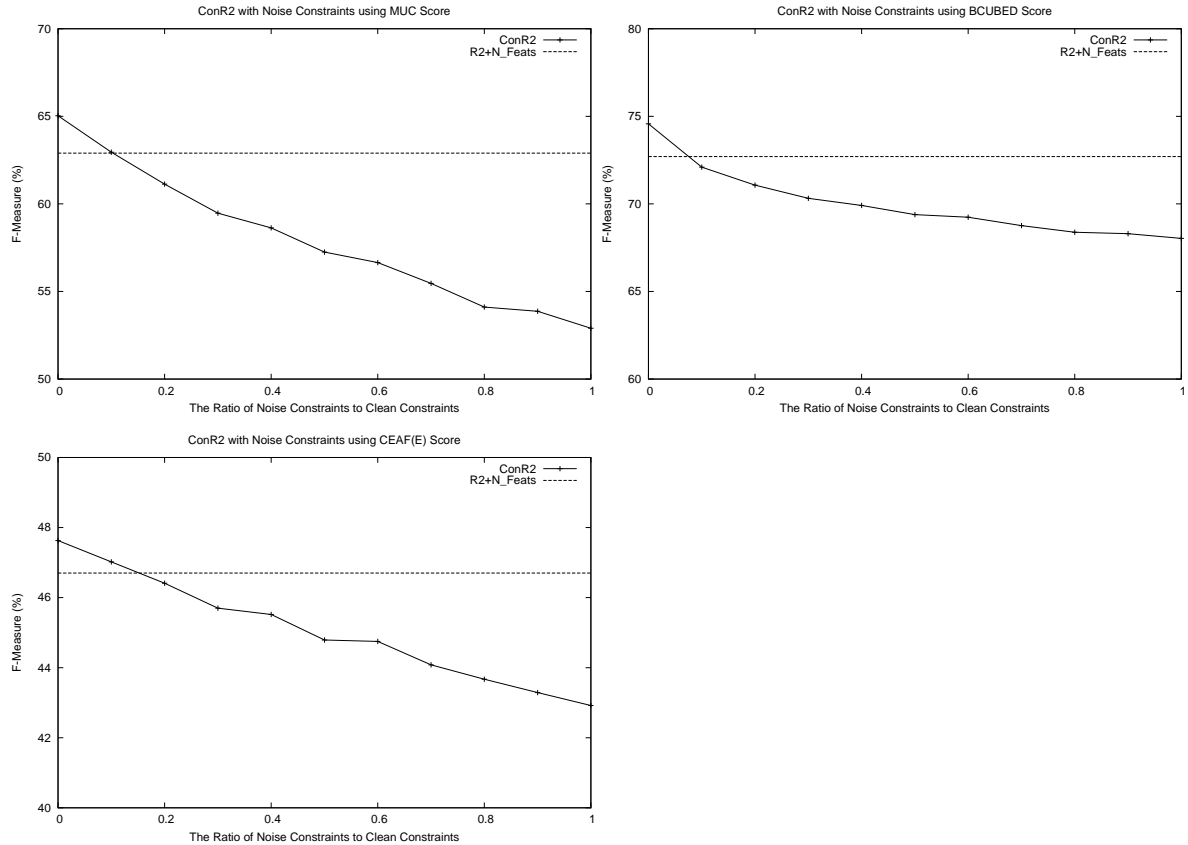 ConR2 with Noise Constraints using MUC Score
70
65
60
55
50
F-Measure (%)
ConR2
R2+N_Feats
0 0.2 0.4 0.6 0.8 1
The Ratio of Noise Constraints to Clean Constraints
ConR2 with Noise Constraints using BCUBED Score
80
75
70
65
60
F-Measure (%)
ConR2
R2+N_Feats
0 0.2 0.4 0.6 0.8 1
The Ratio of Noise Constraints to Clean Constraints
ConR2 with Noise Constraints using CEAF(E) Score
50
48
46
44
42
40
F-Measure (%)
ConR2
R2+N_Feats
0 0.2 0.4 0.6 0.8 1
The Ratio of Noise Constraints to Clean Constraints